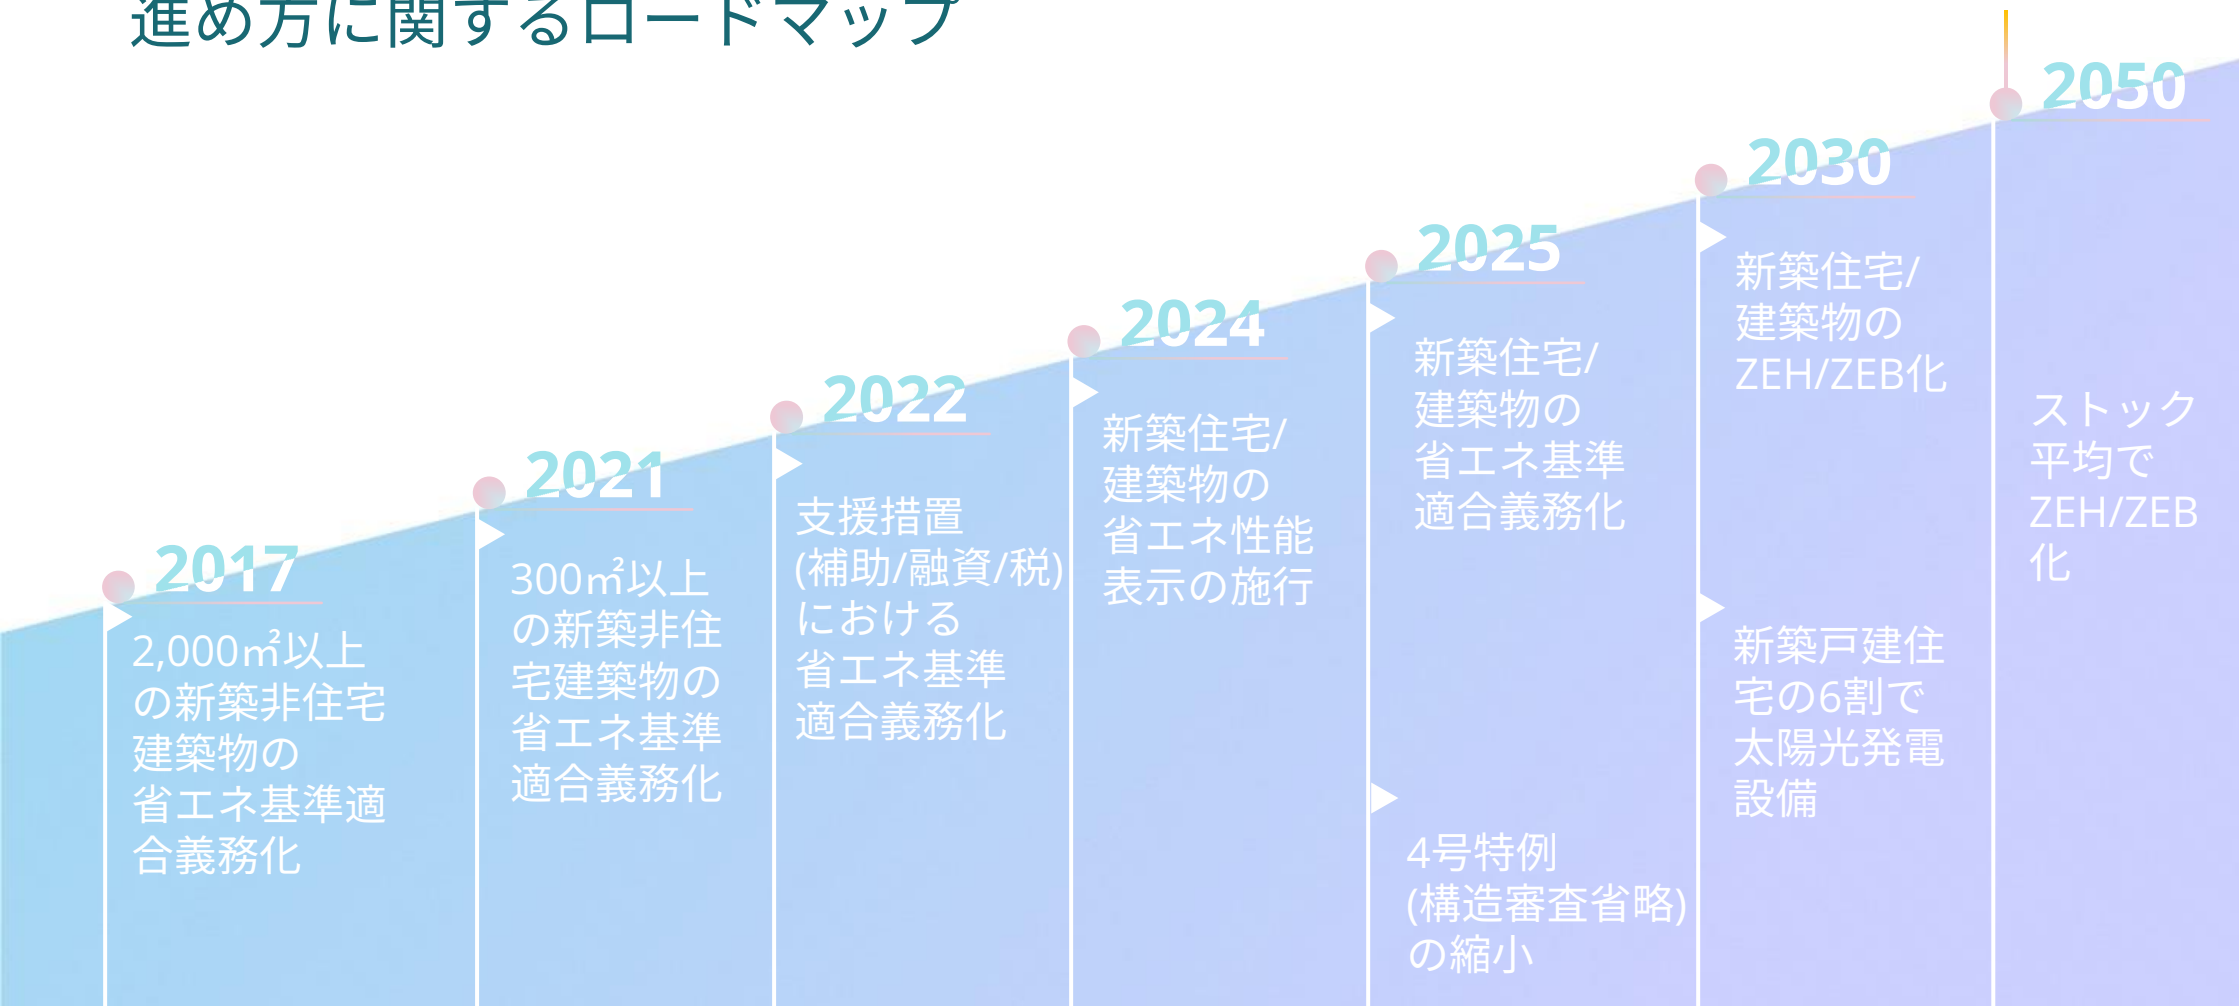 進め方に関するロードマップ
2017
2,000㎡以上
の新築非住宅
建築物の
省エネ基準適
合義務化
2021
300㎡以上
の新築非住
宅建築物の
省エネ基準
適合義務化
2022
支援措置
(補助/融資/税)
における
省エネ基準
適合義務化
2024
新築住宅/
建築物の
省エネ性能
表示の施行
2025
新築住宅/
建築物の
省エネ基準
適合義務化
4号特例
(構造審査省略)
の縮小
2030
新築住宅/
建築物の
ZEH/ZEB化
新築戸建住
宅の6割で
太陽光発電
設備
2050
ストック
平均で
ZEH/ZEB
化